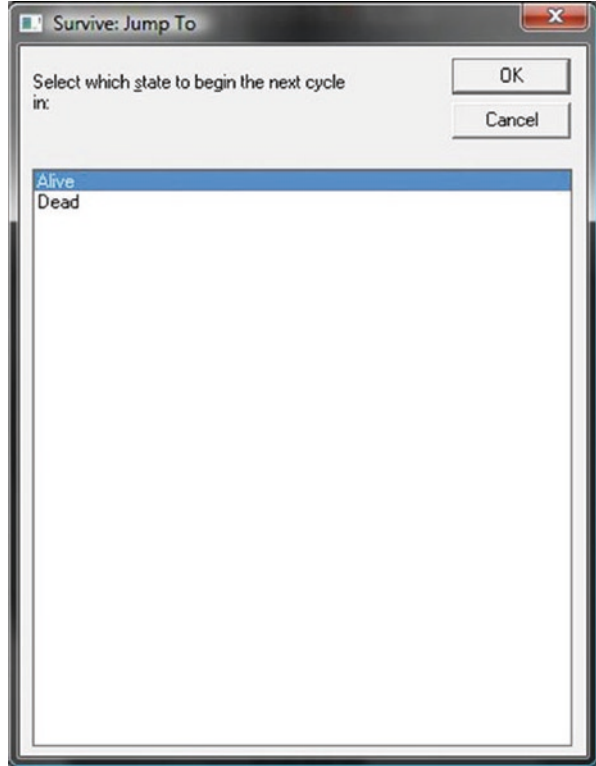 Survive: Jump To
Select which state to begin the next cycle
in:
OK
Cancel
Alive
Dead